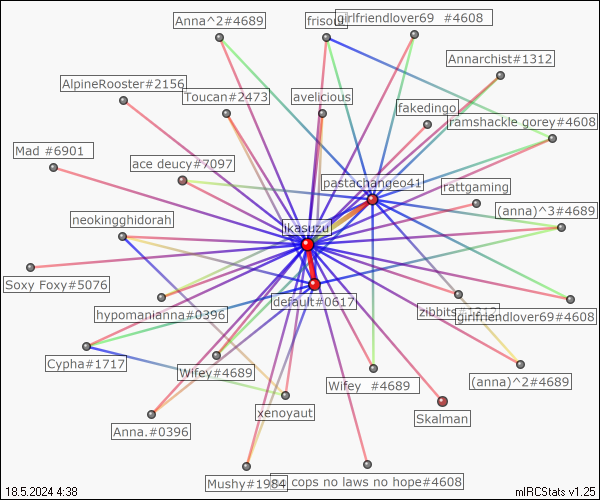 Anna^2#4689
frisou
girlfriendlover69 #4608
Annarchist#1312
AlpineRooster#2156
Toucan#2473
avelicious
fakedingo
ramshackle gorey#4608
Mad #6901
ace deucy#7097
pastachangeo41
rattgaming
(anna)^3#4689
neokingghidorah
ikasuzu
Soxy Foxy#5076
default#0617
hypomanianna#0396
girlfriendlover69#4608
Cypha#1717
Wifey#4689
Wifey #4689
(anna)^2#4689
xenoyaut
Skalman
Anna.#0396
Mushy#1984
cops no laws no hope#4608
18.5.2024 4:38
mIRCStats v1.25